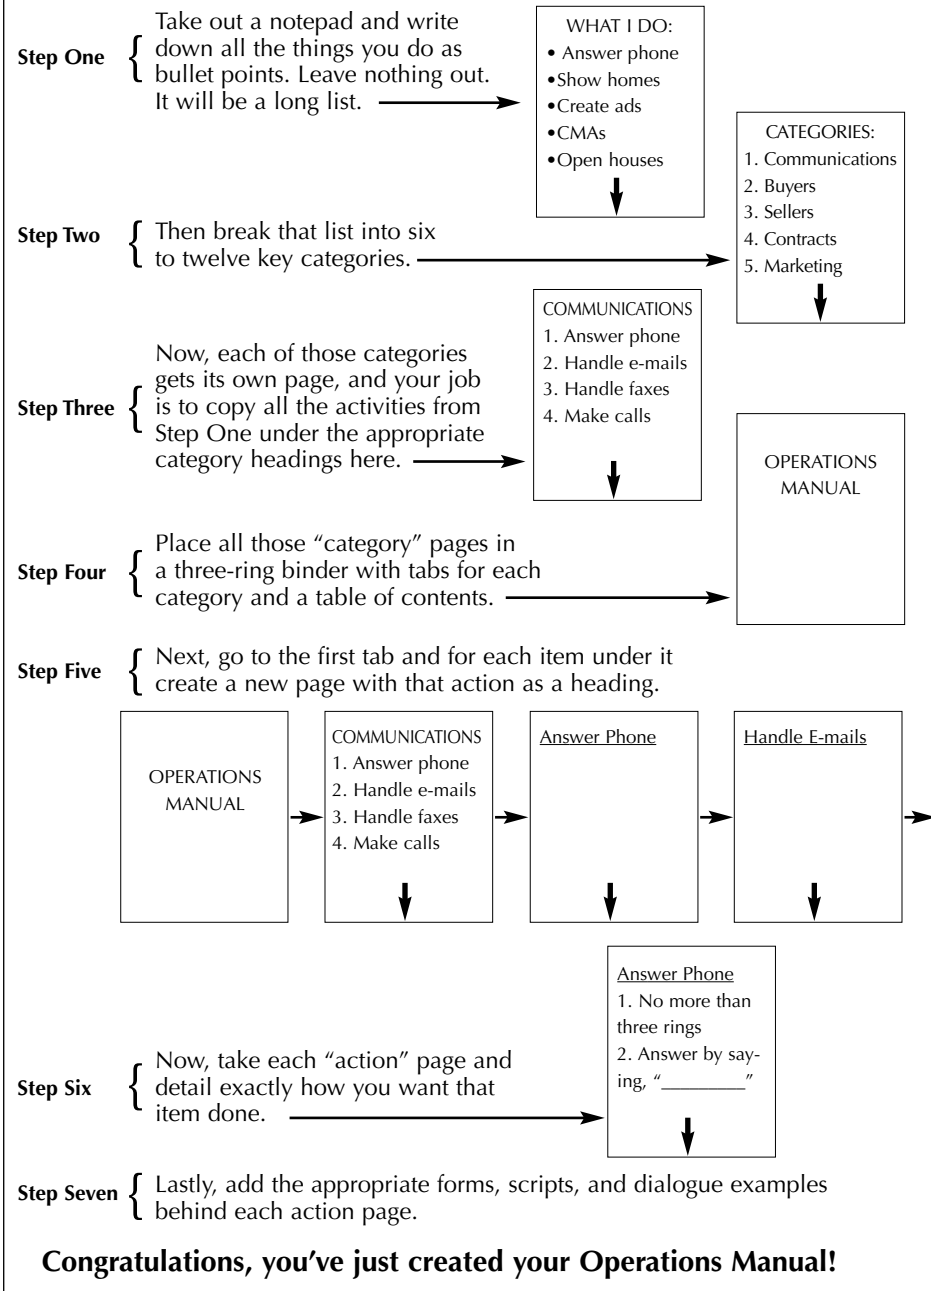 Step One
Take out a notepad and write
down all the things you do as
bullet points. Leave nothing out.
It will be a long list.
WHAT I DO:
• Answer phone
•Show homes
•Create ads
•CMAs
•Open houses
Step Two
Then break that list into six
to twelve key categories.
CATEGORIES:
1. Communications
2. Buyers
3. Sellers
4. Contracts
5. Marketing
Step Three
Now, each of those categories
gets its own page, and your job
is to copy all the activities from
Step One under the appropriate
category headings here.
COMMUNICATIONS
1. Answer phone
2. Handle e-mails
3. Handle faxes
4. Make calls
Step Four
Place all those “category” pages in
a three-ring binder with tabs for each
category and a table of contents.
OPERATIONS
MANUAL
Step Five
Next, go to the first tab and for each item under it
create a new page with that action as a heading.
OPERATIONS
MANUAL
COMMUNICATIONS
1. Answer phone
2. Handle e-mails
3. Handle faxes
4. Make calls
Answer Phone
Handle E-mails
Step Six
Now, take each “action” page and
detail exactly how you want that
item done.
Answer Phone
1. No more than
three rings
2. Answer by say-
ing, “_________”
Step Seven
Lastly, add the appropriate forms, scripts, and dialogue examples
behind each action page.
Congratulations, you’ve just created your Operations Manual!